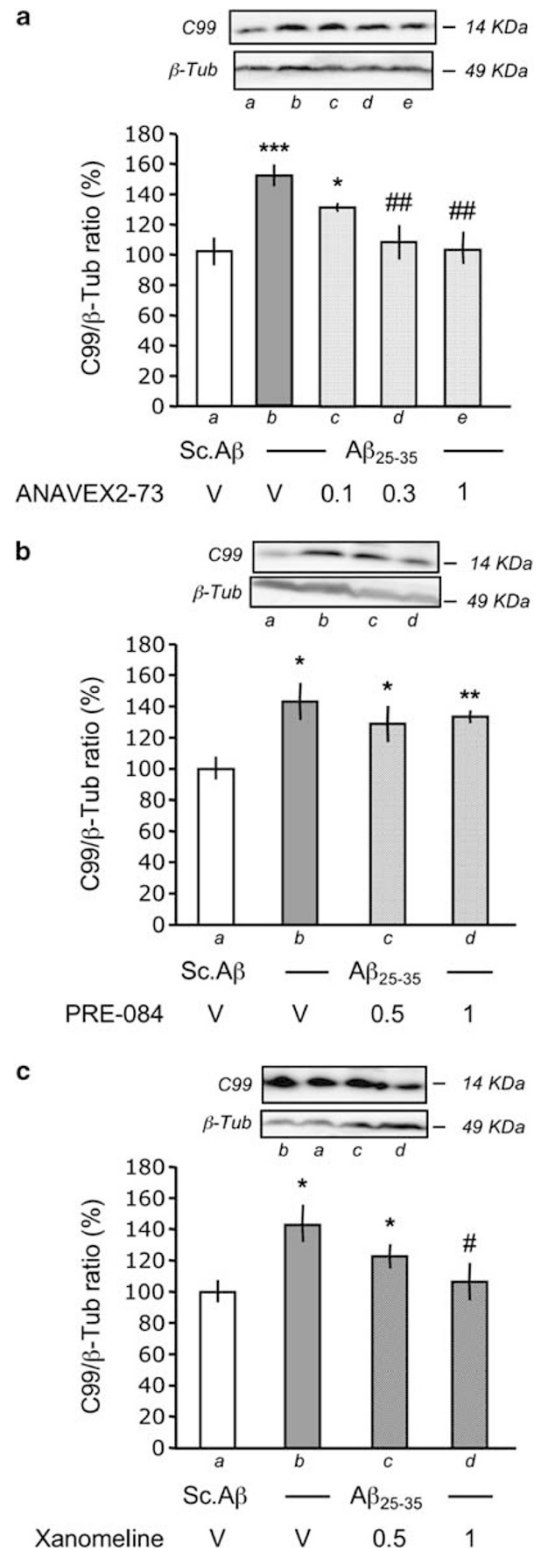 a
C99 – 14 KDa
β-Tub – 49 KDa
a b c d e
C99/β-Tub ratio (%)
180
160
140
120
100
80
60
40
20
0
***
*
##
##
a b c d e
Sc.Aβ Aβ25-35
ANAVEX2-73 V V 0.1 0.3 1
b
C99 – 14 KDa
β-Tub – 49 KDa
a b c d
C99/β-Tub ratio (%)
180
160
140
120
100
80
60
40
20
0
*
*
**
a b c d
Sc.Aβ Aβ25-35
PRE-084 V V 0.5 1
c
C99 – 14 KDa
β-Tub – 49 KDa
b a c d
C99/β-Tub ratio (%)
180
160
140
120
100
80
60
40
20
0
*
*
#
a b c d
Sc.Aβ Aβ25-35
Xanomeline V V 0.5 1